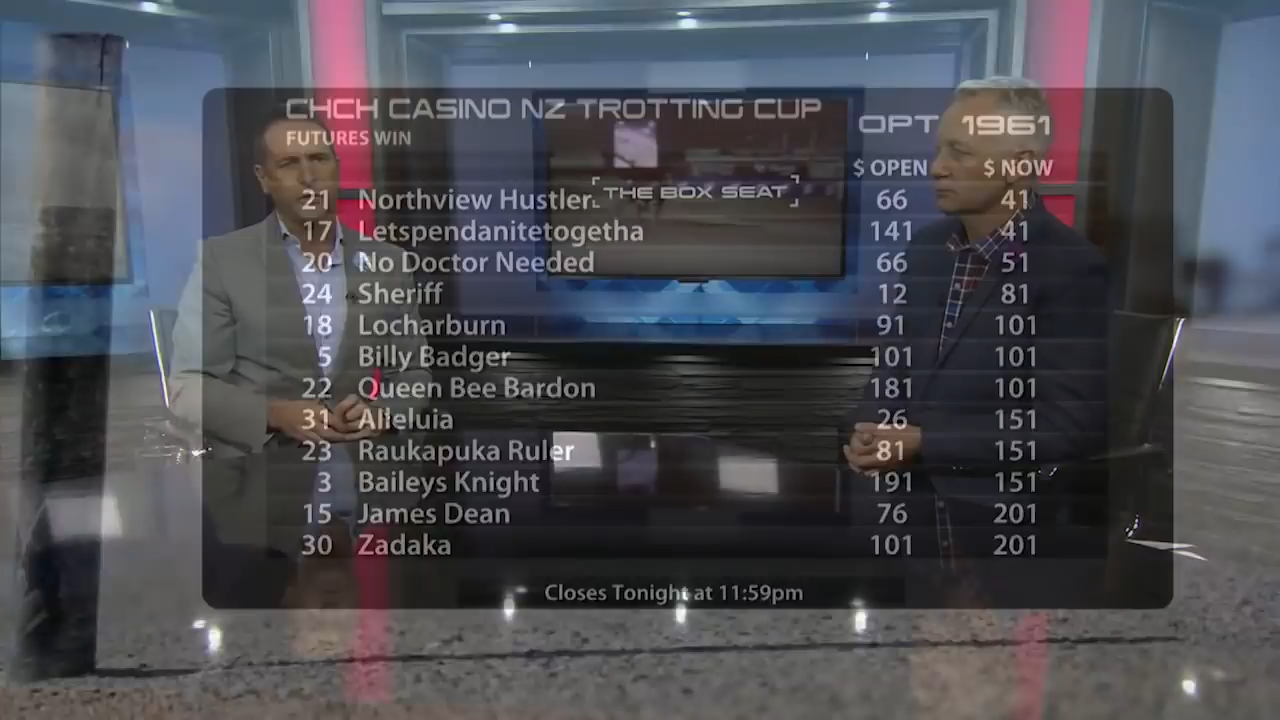 CHCH CASINO NZ TROTTING CUP
OPT 1961
FUTURES WIN
$ OPEN $ NOW
THE BOX SEAT
21 Northview Hustler 66 41
17 Letspendanitetogetha 141 41
20 No Doctor Needed 66 51
24 Sheriff 12 81
18 Locharburn 91 101
5 Billy Badger 101 101
22 Queen Bee Bardon 181 101
31 Alleluia 26 151
23 Raukapuka Ruler 81 151
3 Baileys Knight 191 151
15 James Dean 76 201
30 Zadaka 101 201
Closes Tonight at 11:59pm